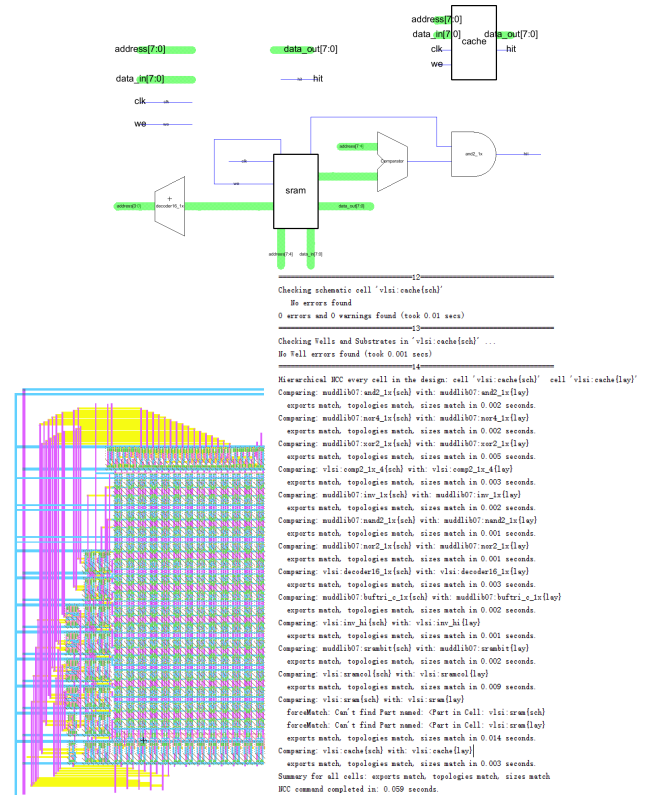 address[7:0]
data_in[7:0]
clk
we
cache
data_out[7:0]
hit
address[7:0]
data_in[7:0]
clk
clk
we
we
data_out[7:0]
hit
clk
we
sram
address[7:4]
Comparator
and2_1x
hit
address[3:0]
decoder16_1x
data_out[7:0]
address[7:4]
data_in[7:0]
12
Checking schematic cell 'vlsi:cache{sch}'
No errors found
0 errors and 0 warnings found (took 0.01 secs)
13
Checking Wells and Substrates in 'vlsi:cache{sch}' ...
No Well errors found (took 0.001 secs)
14
Hierarchical NCC every cell in the design: cell 'vlsi:cache{sch}' cell 'vlsi:cache{lay}'
Comparing: muddlib07:and2_1x{sch} with: muddlib07:and2_1x{lay}
exports match, topologies match, sizes match in 0.002 seconds.
Comparing: muddlib07:nor4_1x{sch} with: muddlib07:nor4_1x{lay}
exports match, topologies match, sizes match in 0.002 seconds.
Comparing: muddlib07:xor2_1x{sch} with: muddlib07:xor2_1x{lay}
exports match, topologies match, sizes match in 0.005 seconds.
Comparing: vlsi:comp2_1x_4{sch} with: vlsi:comp2_1x_4{lay}
exports match, topologies match, sizes match in 0.003 seconds.
Comparing: muddlib07:inv_1x{sch} with: muddlib07:inv_1x{lay}
exports match, topologies match, sizes match in 0.002 seconds.
Comparing: muddlib07:nand2_1x{sch} with: muddlib07:nand2_1x{lay}
exports match, topologies match, sizes match in 0.001 seconds.
Comparing: muddlib07:nor2_1x{sch} with: muddlib07:nor2_1x{lay}
exports match, topologies match, sizes match in 0.001 seconds.
Comparing: vlsi:decoder16_1x{sch} with: vlsi:decoder16_1x{lay}
exports match, topologies match, sizes match in 0.003 seconds.
Comparing: muddlib07:buftri_c_1x{sch} with: muddlib07:buftri_c_1x{lay}
exports match, topologies match, sizes match in 0.002 seconds.
Comparing: vlsi:inv_hi{sch} with: vlsi:inv_hi{lay}
exports match, topologies match, sizes match in 0.001 seconds.
Comparing: muddlib07:srambit{sch} with: muddlib07:srambit{lay}
exports match, topologies match, sizes match in 0.002 seconds.
Comparing: vlsi:sramcol{sch} with: vlsi:sramcol{lay}
exports match, topologies match, sizes match in 0.009 seconds.
Comparing: vlsi:sram{sch} with: vlsi:sram{lay}
forceMatch: Can't find Part named: <Part in Cell: vlsi:sram{sch}
forceMatch: Can't find Part named: <Part in Cell: vlsi:sram{lay}
exports match, topologies match, sizes match in 0.014 seconds.
Comparing: vlsi:cache{sch} with: vlsi:cache{lay}
exports match, topologies match, sizes match in 0.003 seconds.
Summary for all cells: exports match, topologies match, sizes match
NCC command completed in: 0.059 seconds.